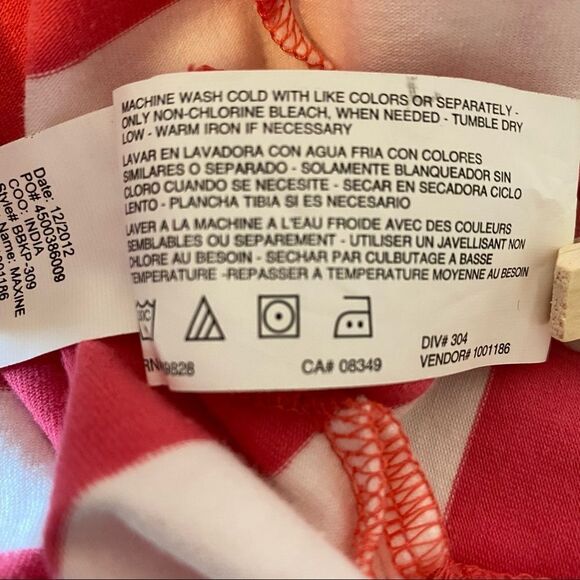 MACHINE WASH COLD WITH LIKE COLORS OR SEPARATELY -
ONLY NON-CHLORINE BLEACH, WHEN NEEDED - TUMBLE DRY
LOW - WARM IRON IF NECESSARY
LAVAR EN LAVADORA CON AGUA FRIA CON COLORES
SIMILARES O SEPARADO - SOLAMENTE BLANQUEADOR SIN
CLORO CUANDO SE NECESITE - SECAR EN SECADORA CICLO
LENTO - PLANCHA TIBIA SI ES NECESARIO
LAVER A LA MACHINE A L'EAU FROIDE AVEC DES COULEURS
SEMBLABLES OU SEPAREMENT - UTILISER UN JAVELLISANT NON
CHLORE AU BESOIN - SECHAR PAR CULBUTAGE A BASSE
TEMPERATURE -REPASSER A TEMPERATURE MOYENNE AU BESOIN
CA# 08349
DIV# 304
VENDOR# 1001186
Date: 12/2012
PO# 4500386009
COO: INDIA
Style# BBKP-309
Name: MAXINE